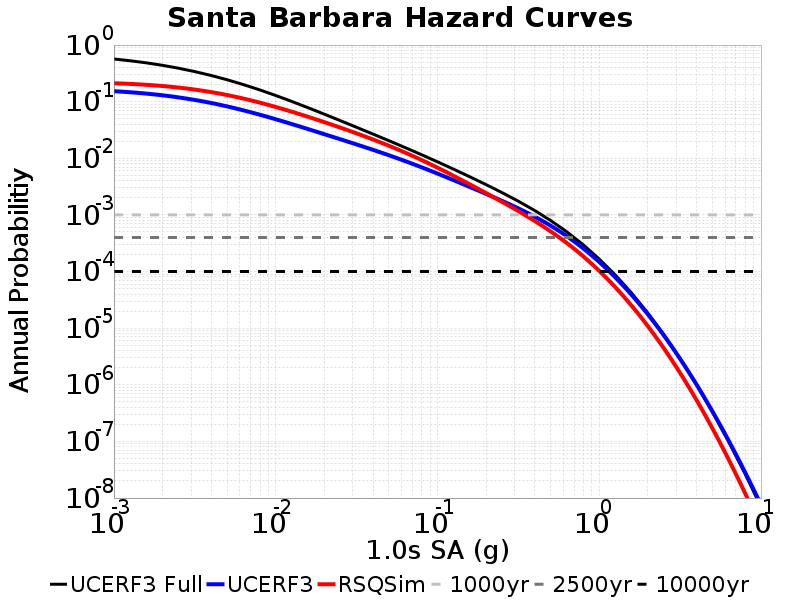 Santa Barbara Hazard Curves
Annual Probabilitiy
10^0
10^-1
10^-2
10^-3
10^-4
10^-5
10^-6
10^-7
10^-8
10^-3 10^-2 10^-1 10^0 10^1
1.0s SA (g)
UCERF3 Full UCERF3 RSQSim 1000yr 2500yr 10000yr